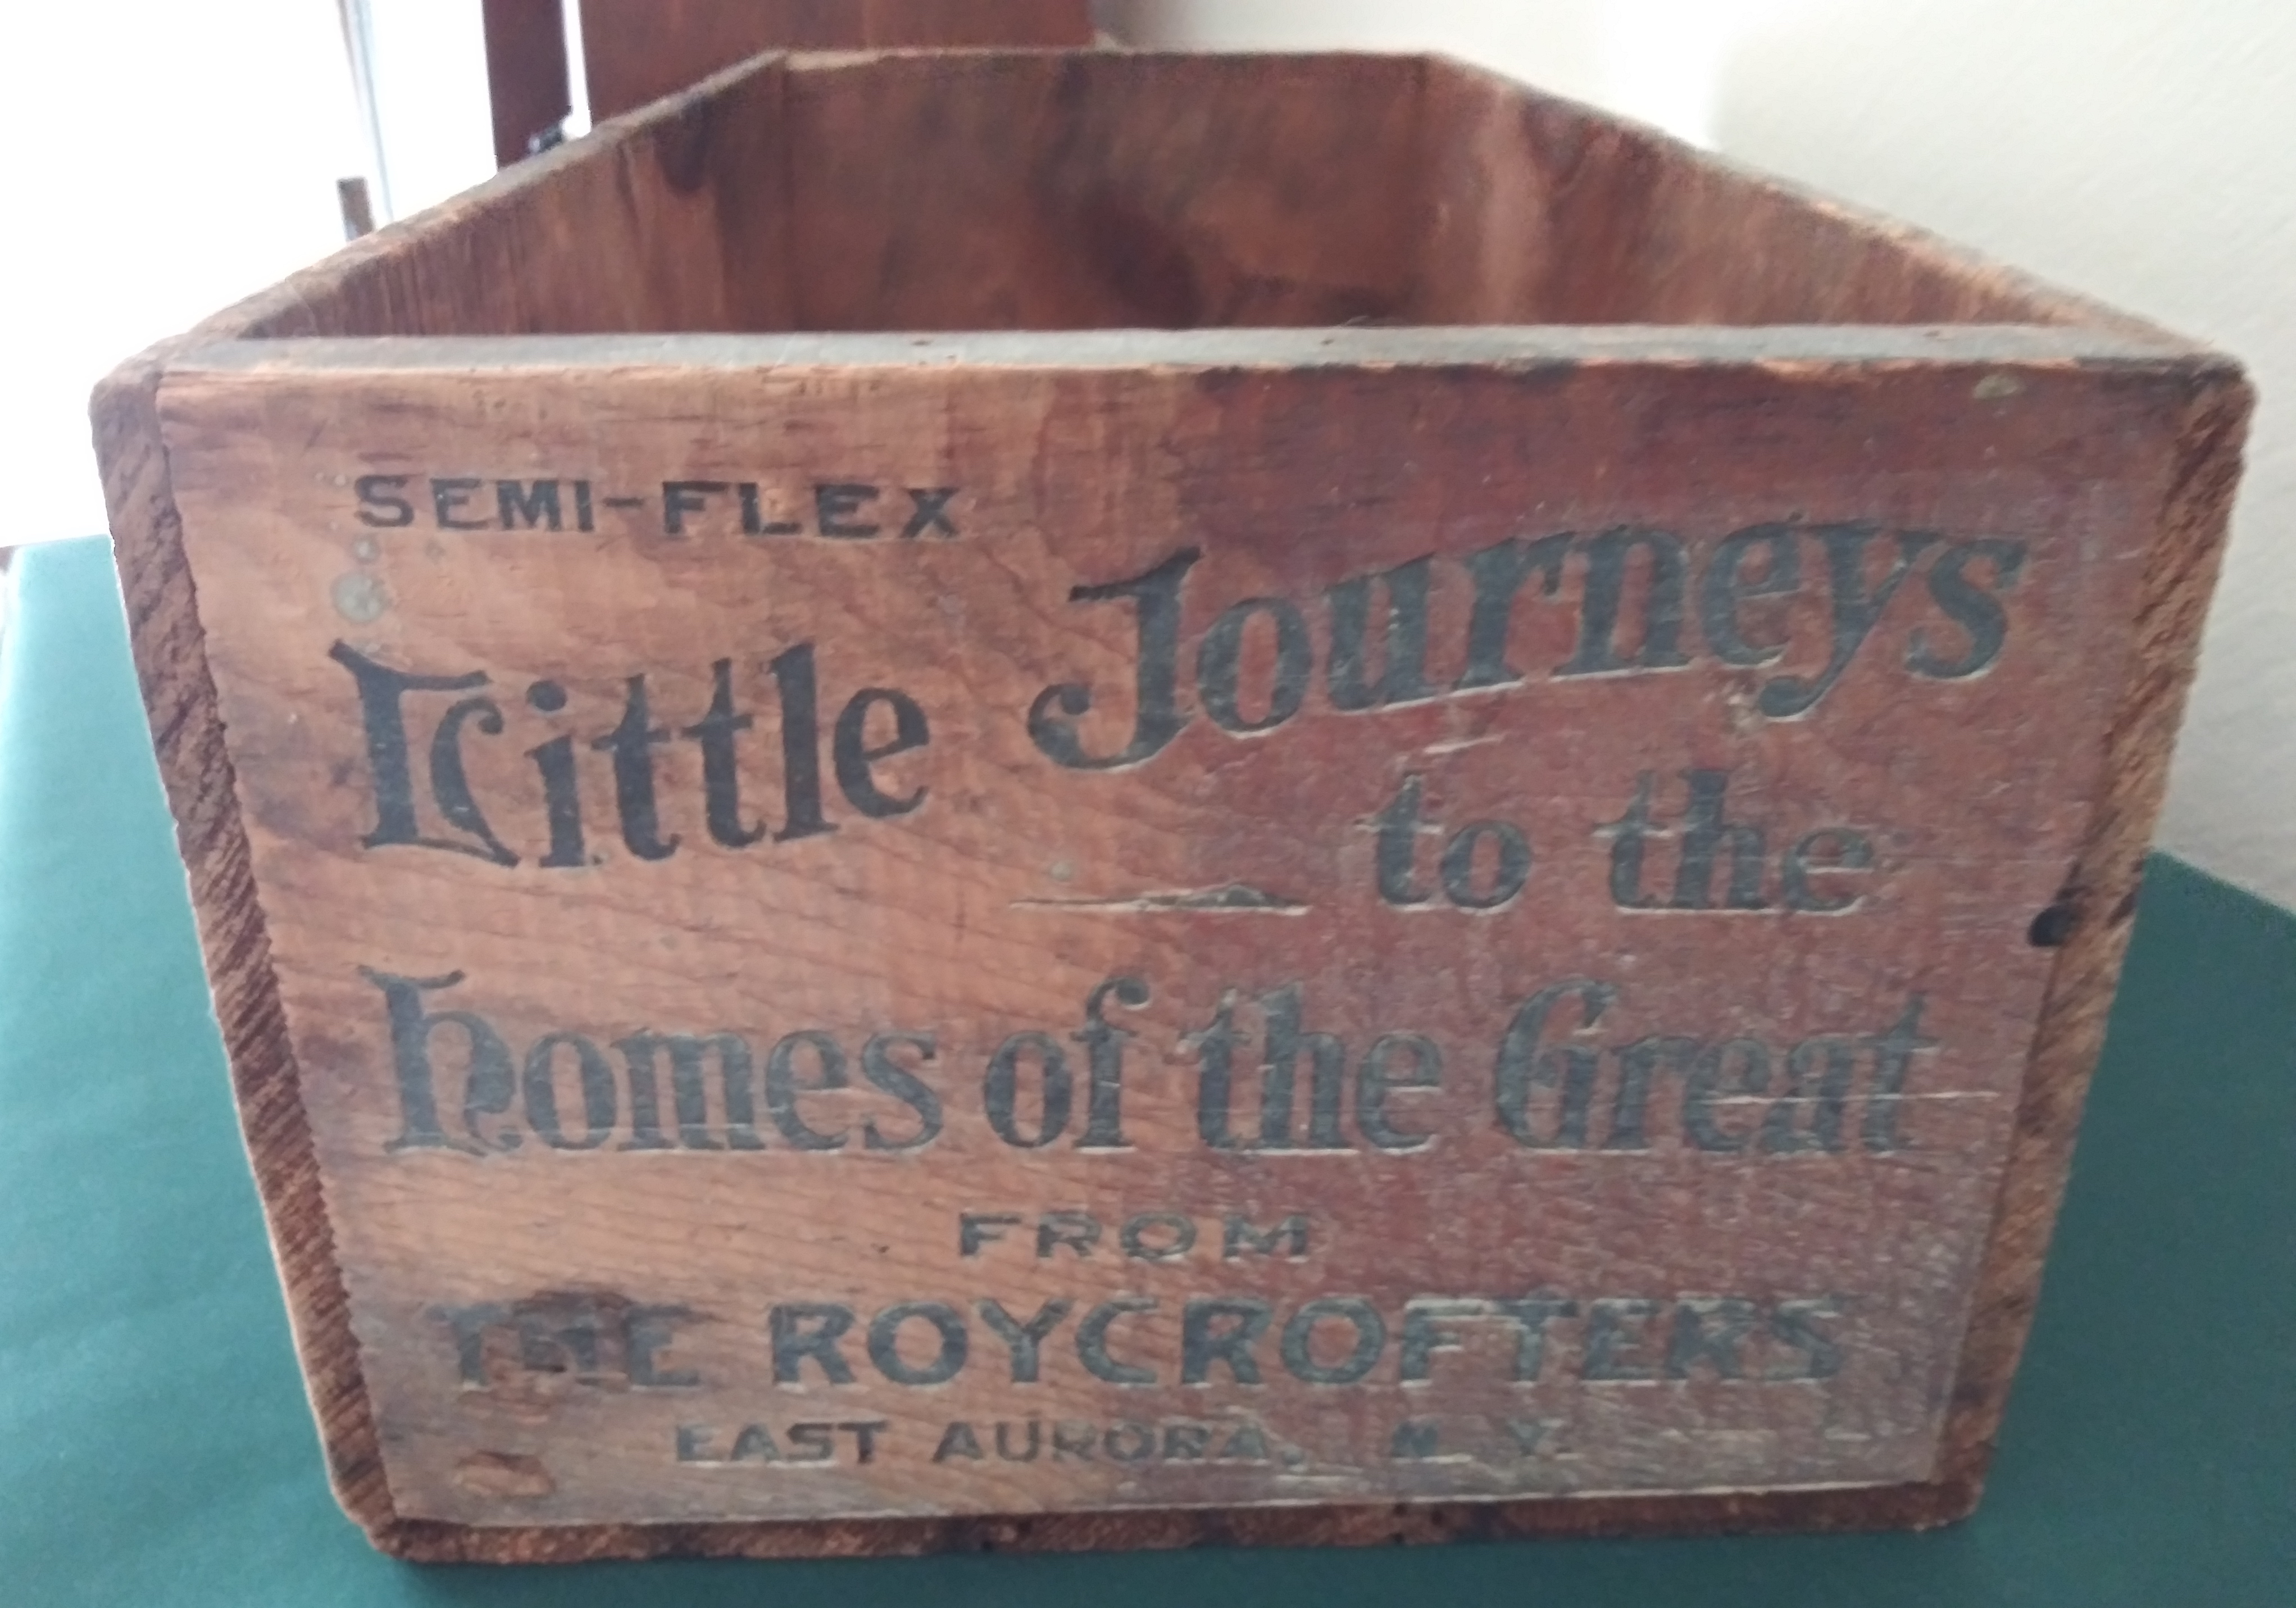 SEMI-FLEX
Little Journeys
to the
homes of the Great
FROM
THE ROYCROFTERS
EAST AURORA, N. Y.